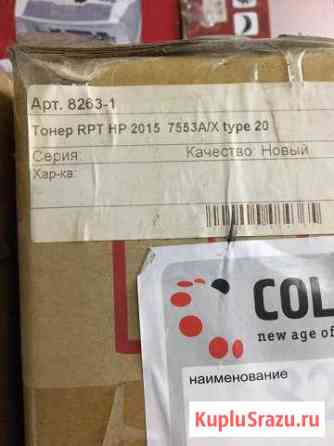 Арт. 8263-1
Тонер RPT HP 2015 7553A/X type 20
Серия: Качество: Новый
Хар-ка:
COL
new age of
наименование
KupluSrazu.ru